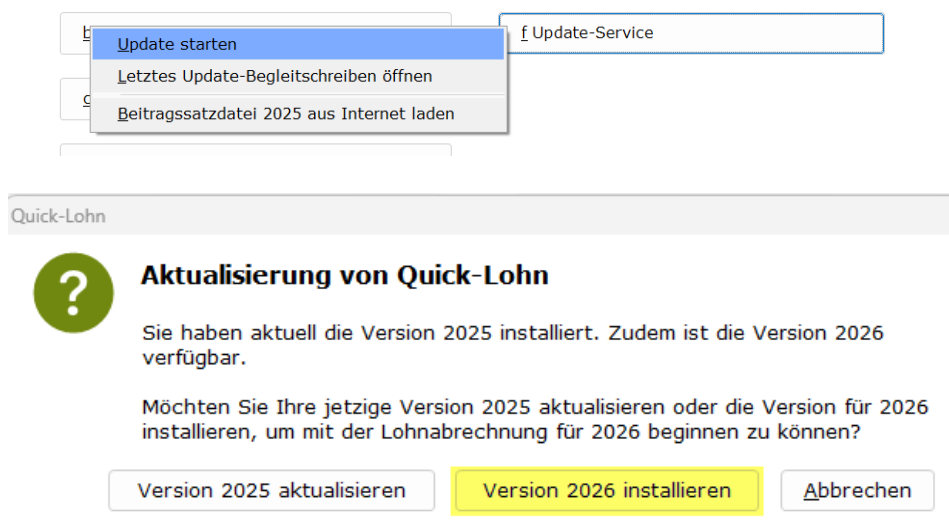 Update starten
f Update-Service
Letztes Update-Begleitschreiben öffnen
Beitragssatzdatei 2025 aus Internet laden
Quick-Lohn
Aktualisierung von Quick-Lohn
Sie haben aktuell die Version 2025 installiert. Zudem ist die Version 2026
verfügbar.
Möchten Sie Ihre jetzige Version 2025 aktualisieren oder die Version für 2026
installieren, um mit der Lohnabrechnung für 2026 beginnen zu können?
Version 2025 aktualisieren
Version 2026 installieren
Abbrechen